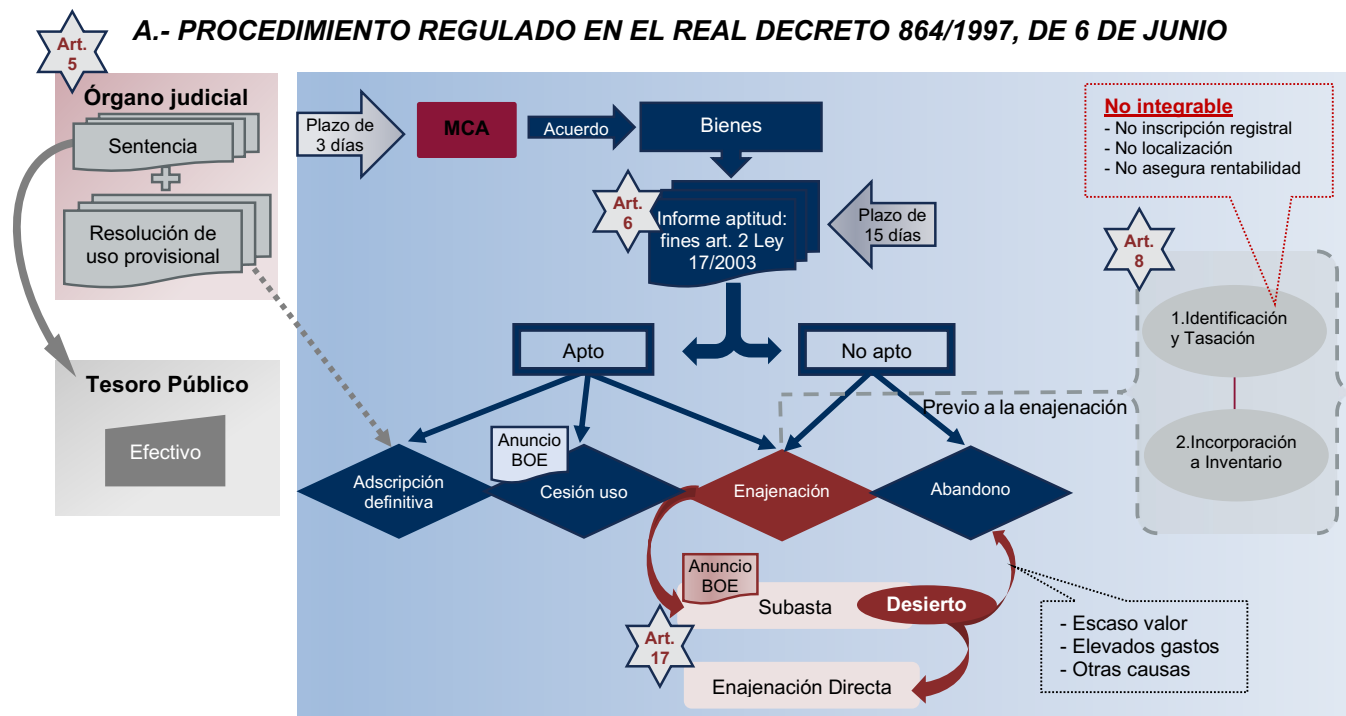 A.- PROCEDIMIENTO REGULADO EN EL REAL DECRETO 864/1997, DE 6 DE JUNIO
Art.
5
Órgano judicial
Sentencia
Resolución de
uso provisional
Tesoro Público
Efectivo
Plazo de
3 días
MCA
Acuerdo
Bienes
Art.
6
Informe aptitud:
fines art. 2 Ley
17/2003
Plazo de
15 días
Apto
No apto
Adscripción
definitiva
Anuncio
BOE
Cesión uso
Enajenación
Abandono
Previo a la enajenación
No integrable
- No inscripción registral
- No localización
- No asegura rentabilidad
Art.
8
1.Identificación
y Tasación
2.Incorporación
a Inventario
Anuncio
BOE
Subasta
Desierto
Art.
17
Enajenación Directa
- Escaso valor
- Elevados gastos
- Otras causas